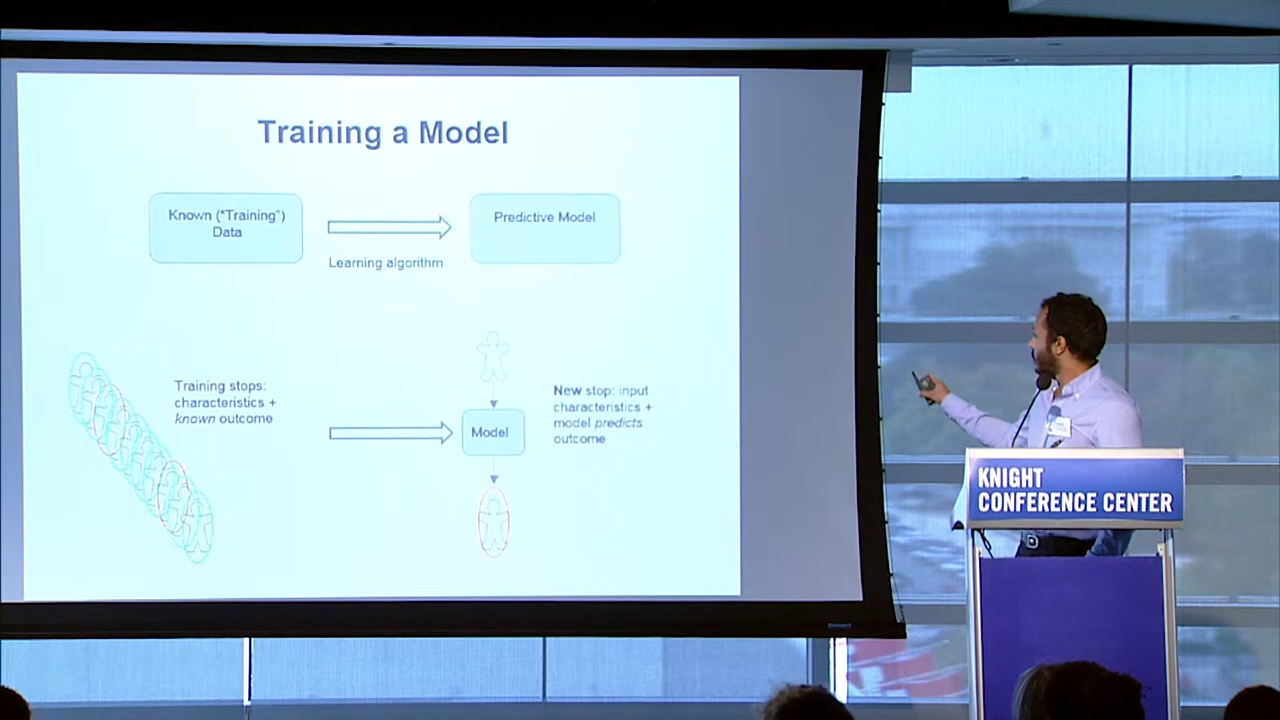 Training a Model
Known ("Training")
Data
Learning algorithm
Predictive Model
Training stops:
characteristics +
known outcome
Model
New stop: input
characteristics +
model predicts
outcome
KNIGHT
CONFERENCE CENTER